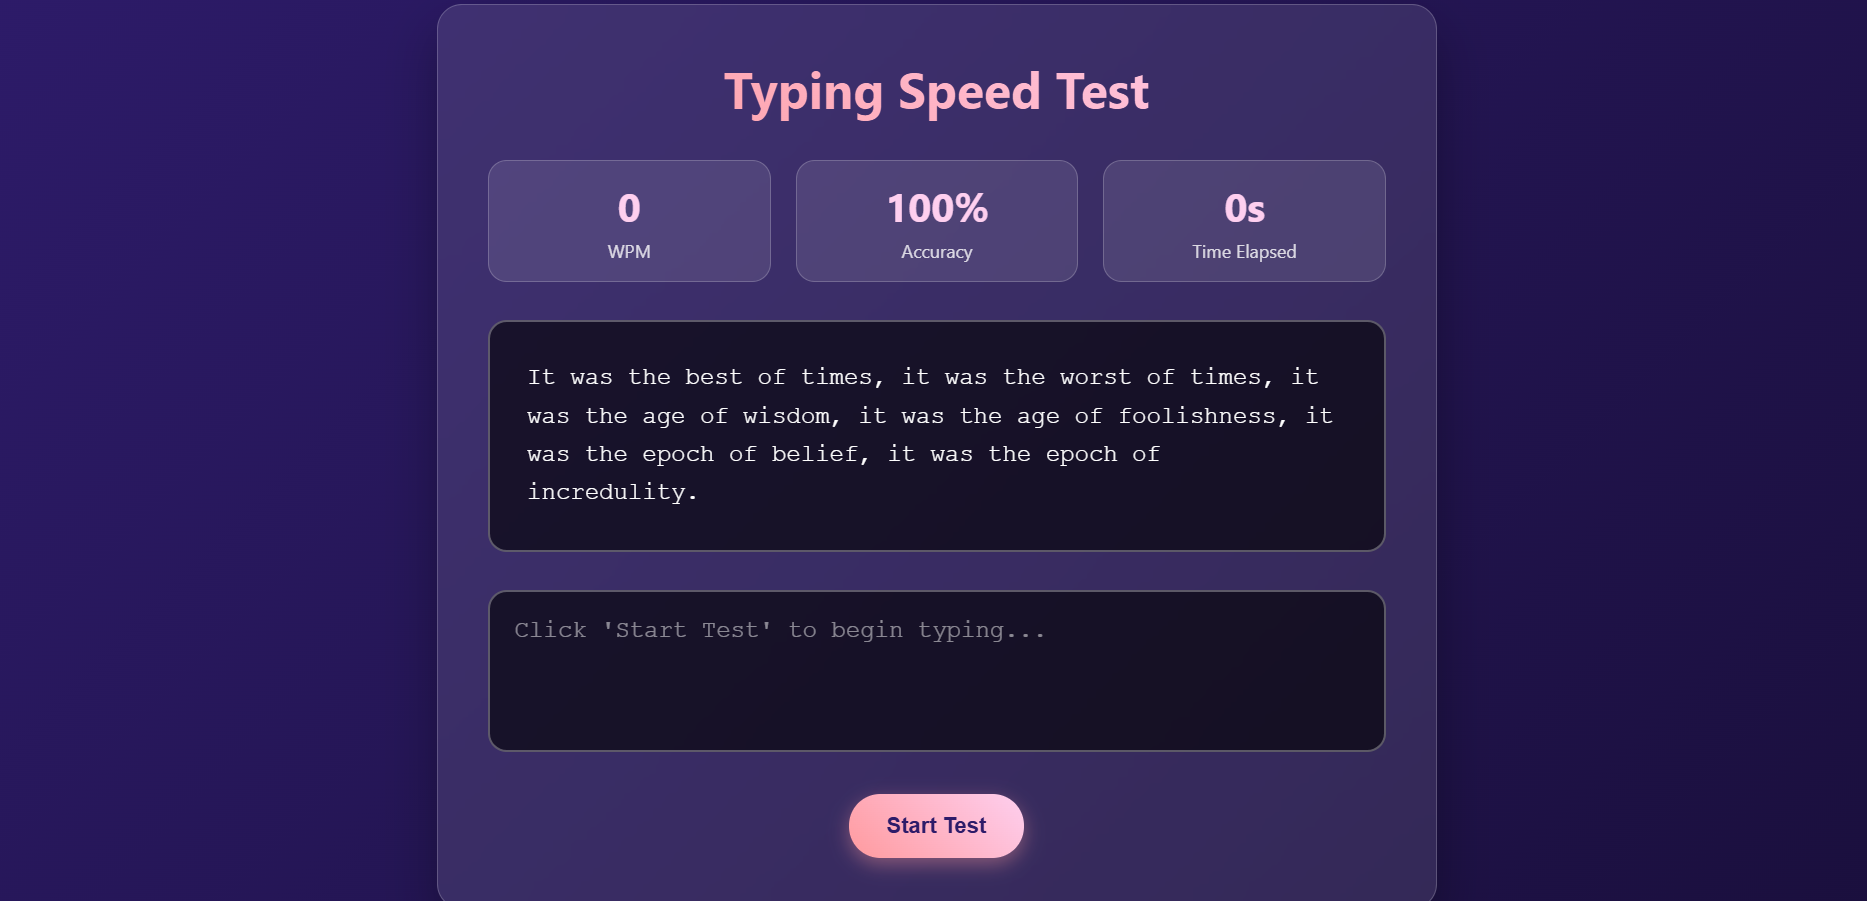 Typing Speed Test
0
WPM
100%
Accuracy
0s
Time Elapsed
It was the best of times, it was the worst of times, it
was the age of wisdom, it was the age of foolishness, it
was the epoch of belief, it was the epoch of
incredulity.
Click 'Start Test' to begin typing...
Start Test